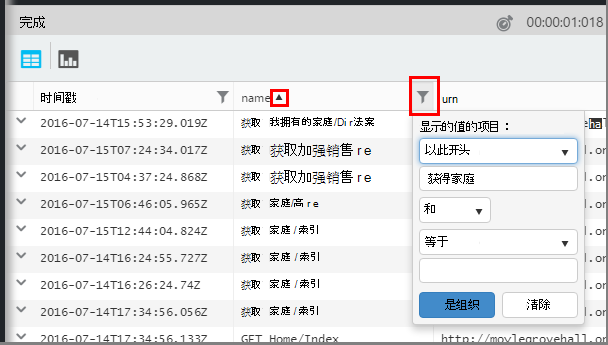 完成 00:00:01:018
时间戳 name urn
2016-07-14T15:53:29.019Z 获取 我拥有的家庭/Dir法案
2016-07-15T07:24:34.017Z 获取 获取加强销售 re
2016-07-15T04:37:24.868Z 获取 获取加强销售 re
2016-07-15T06:46:05.965Z 获取 家庭/高 re
2016-07-15T12:44:04.824Z 获取 家庭/索引
2016-07-14T16:24:55.727Z 获取 家庭/索引
2016-07-14T16:26:24.74Z 获取 家庭/索引
2016-07-14T17:34:56.056Z 获取 家庭/索引
2016-07-14T17:34:56.133Z GET Home/Index http://moylegrovehall.or
显示的值的项目：
以此开头
获得家庭
和
等于
是组织 清除